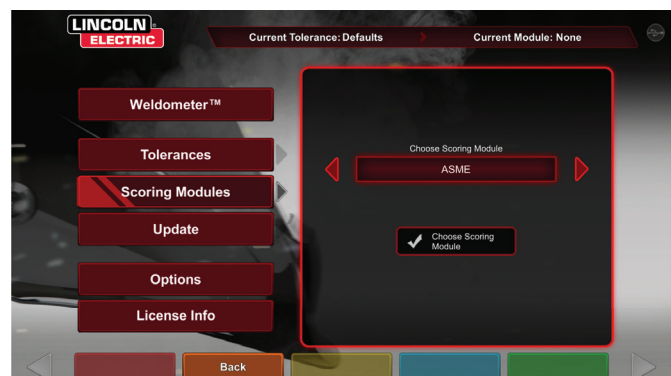 LINCOLN
ELECTRIC
Current Tolerance: Defaults
Current Module: None
Weldometer™
Tolerances
Scoring Modules
Update
Options
License Info
Choose Scoring Module
ASME
Choose Scoring
Module
Back